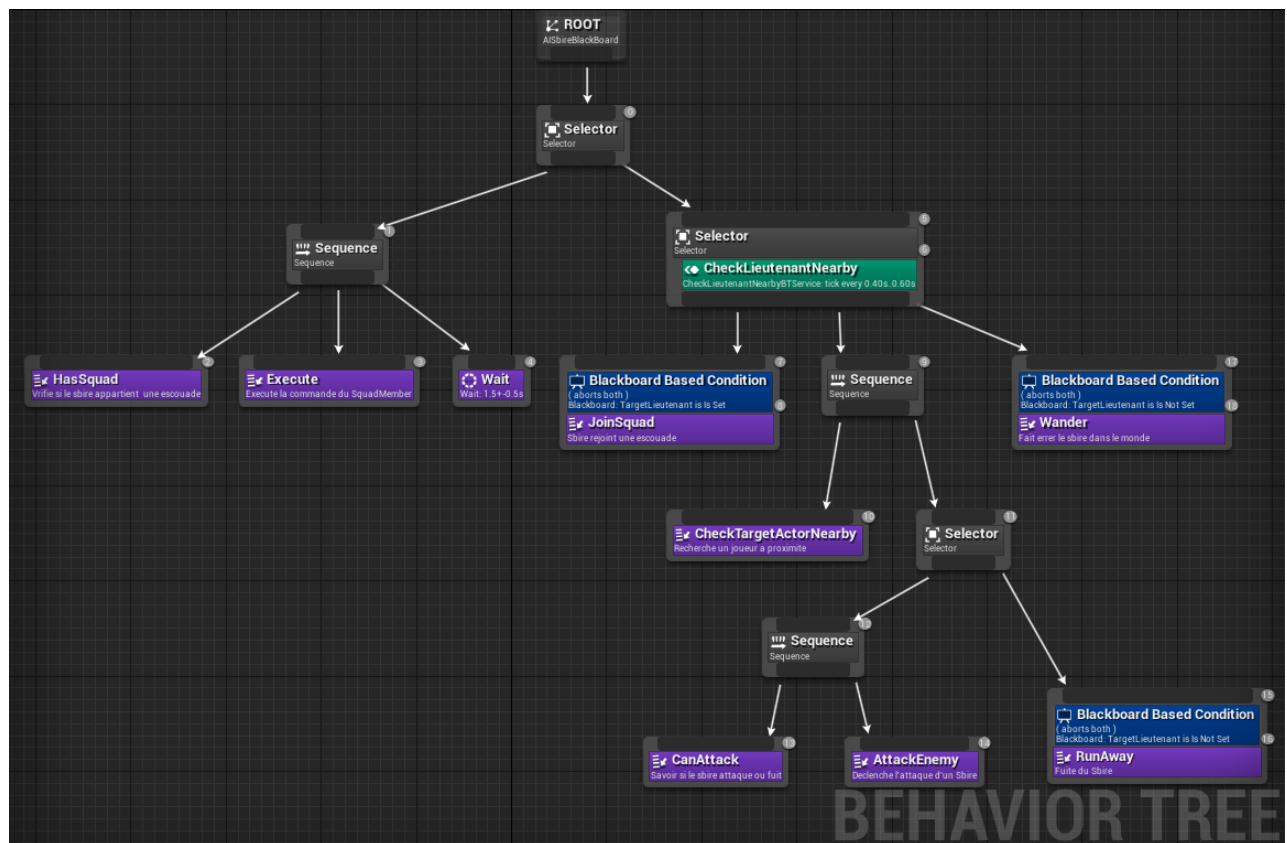 ROOT
AISbireBlackBoard
0
Selector
Selector
1
Sequence
Sequence
5
Selector
Selector
6
CheckLieutenantNearby
CheckLieutenantNearbyBTService: tick every 0.40s..0.60s
2
HasSquad
Vrifie si le sbire appartient une escouade
3
Execute
Execute la commande du SquadMember
4
Wait
Wait: 1.5+-0.5s
7
Blackboard Based Condition
( aborts both )
Blackboard: TargetLieutenant is Is Set
8
JoinSquad
Sbire rejoint une escouade
9
Sequence
Sequence
17
Blackboard Based Condition
( aborts both )
Blackboard: TargetLieutenant is Is Not Set
18
Wander
Fait errer le sbire dans le monde
10
CheckTargetActorNearby
Recherche un joueur a proximite
11
Selector
Selector
12
Sequence
Sequence
15
Blackboard Based Condition
( aborts both )
Blackboard: TargetLieutenant is Is Not Set
16
RunAway
Fuite du Sbire
13
CanAttack
Savoir si le sbire attaque ou fuit
14
AttackEnemy
Declenche l'attaque d'un Sbire
BEHAVIOR TREE